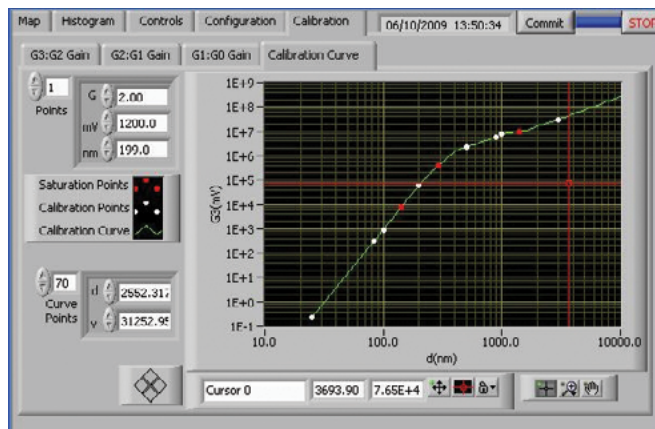 Map Histogram Controls Configuration Calibration 06/10/2009 13:50:34 Commit STOP
G3:G2 Gain G2:G1 Gain G1:G0 Gain Calibration Curve
1 Points
G 2.00
mV 1200.0
nm 199.0
Saturation Points
Calibration Points
Calibration Curve
70 Curve Points
d 2552.317
v 31252.95
G3(mV)
1E+9
1E+8
1E+7
1E+6
1E+5
1E+4
1E+3
1E+2
1E+1
1E+0
1E-1
10.0 100.0 1000.0 10000.0
d(nm)
Cursor 0 3693.90 7.65E+4